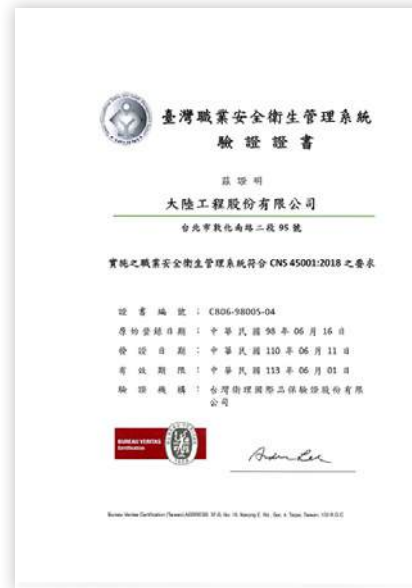 臺灣職業安全衛生管理系統
驗證證書
茲證明
大陸工程股份有限公司
台北市敦化南路二段 95 號
實施之職業安全衛生管理系統符合 CNS 45001:2018 之要求
證書編號：C806-98005-04
原始登錄日期：中華民國 98 年 06 月 16 日
發證日期：中華民國 110 年 06 月 11 日
有效期限：中華民國 113 年 06 月 01 日
驗證機構：台灣衛理國際品保驗證股份有限
公司
BUREAU VERITAS
Certification